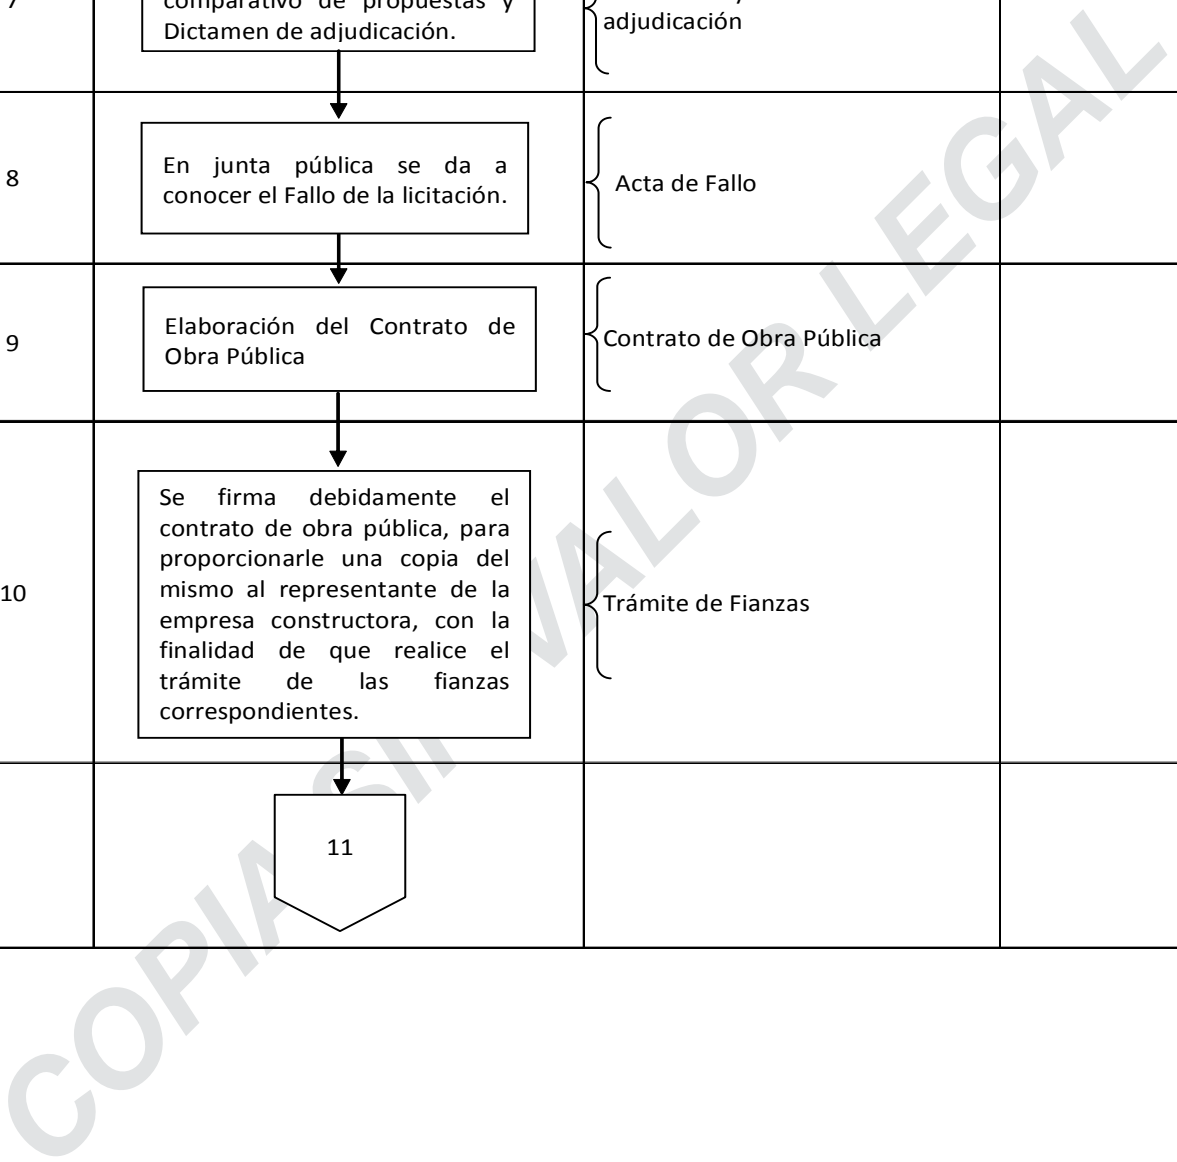 7
comparativo de propuestas y
Dictamen de adjudicación.
adjudicación
8
En junta pública se da a
conocer el Fallo de la licitación.
Acta de Fallo
9
Elaboración del Contrato de
Obra Pública
Contrato de Obra Pública
10
Se firma debidamente el
contrato de obra pública, para
proporcionarle una copia del
mismo al representante de la
empresa constructora, con la
finalidad de que realice el
trámite de las fianzas
correspondientes.
Trámite de Fianzas
11
COPIA SIN VALOR LEGAL